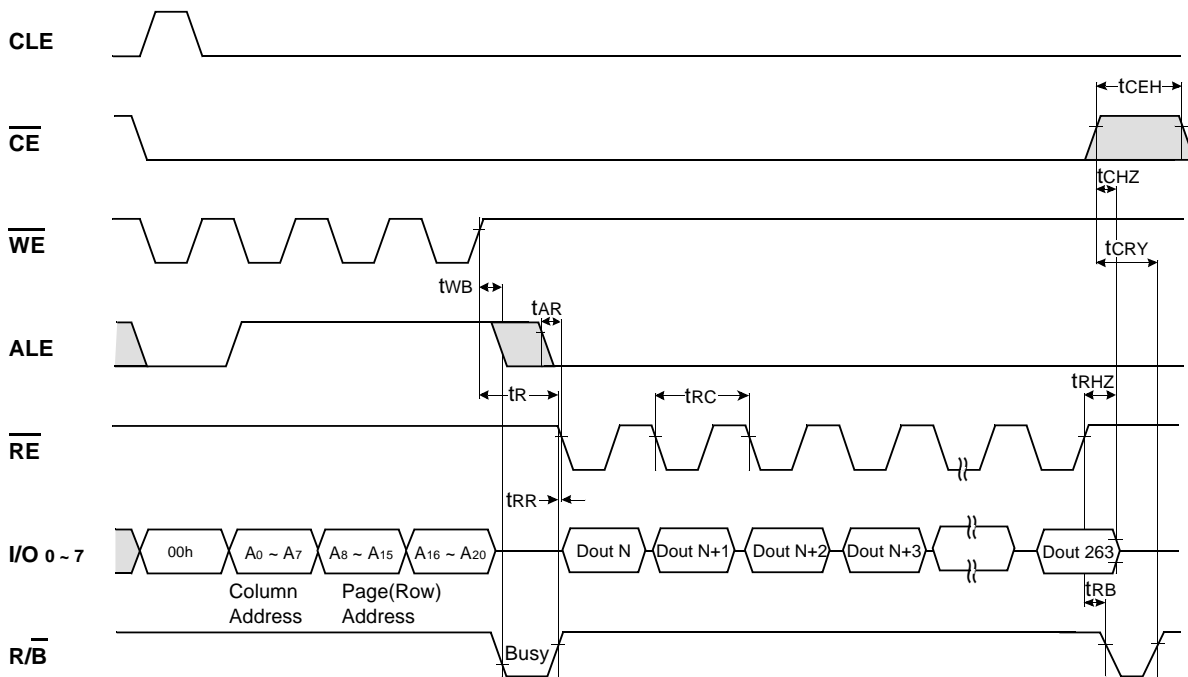 CLE
tCEH
CE
tCHZ
WE
tCRY
tWB
tAR
ALE
tR
tRC
tRHZ
RE
tRR
I/O 0 ~ 7
00h
A0 ~ A7
A8 ~ A15
A16 ~ A20
Dout N
Dout N+1
Dout N+2
Dout N+3
Dout 263
Column
Address
Page(Row)
Address
tRB
R/B
Busy